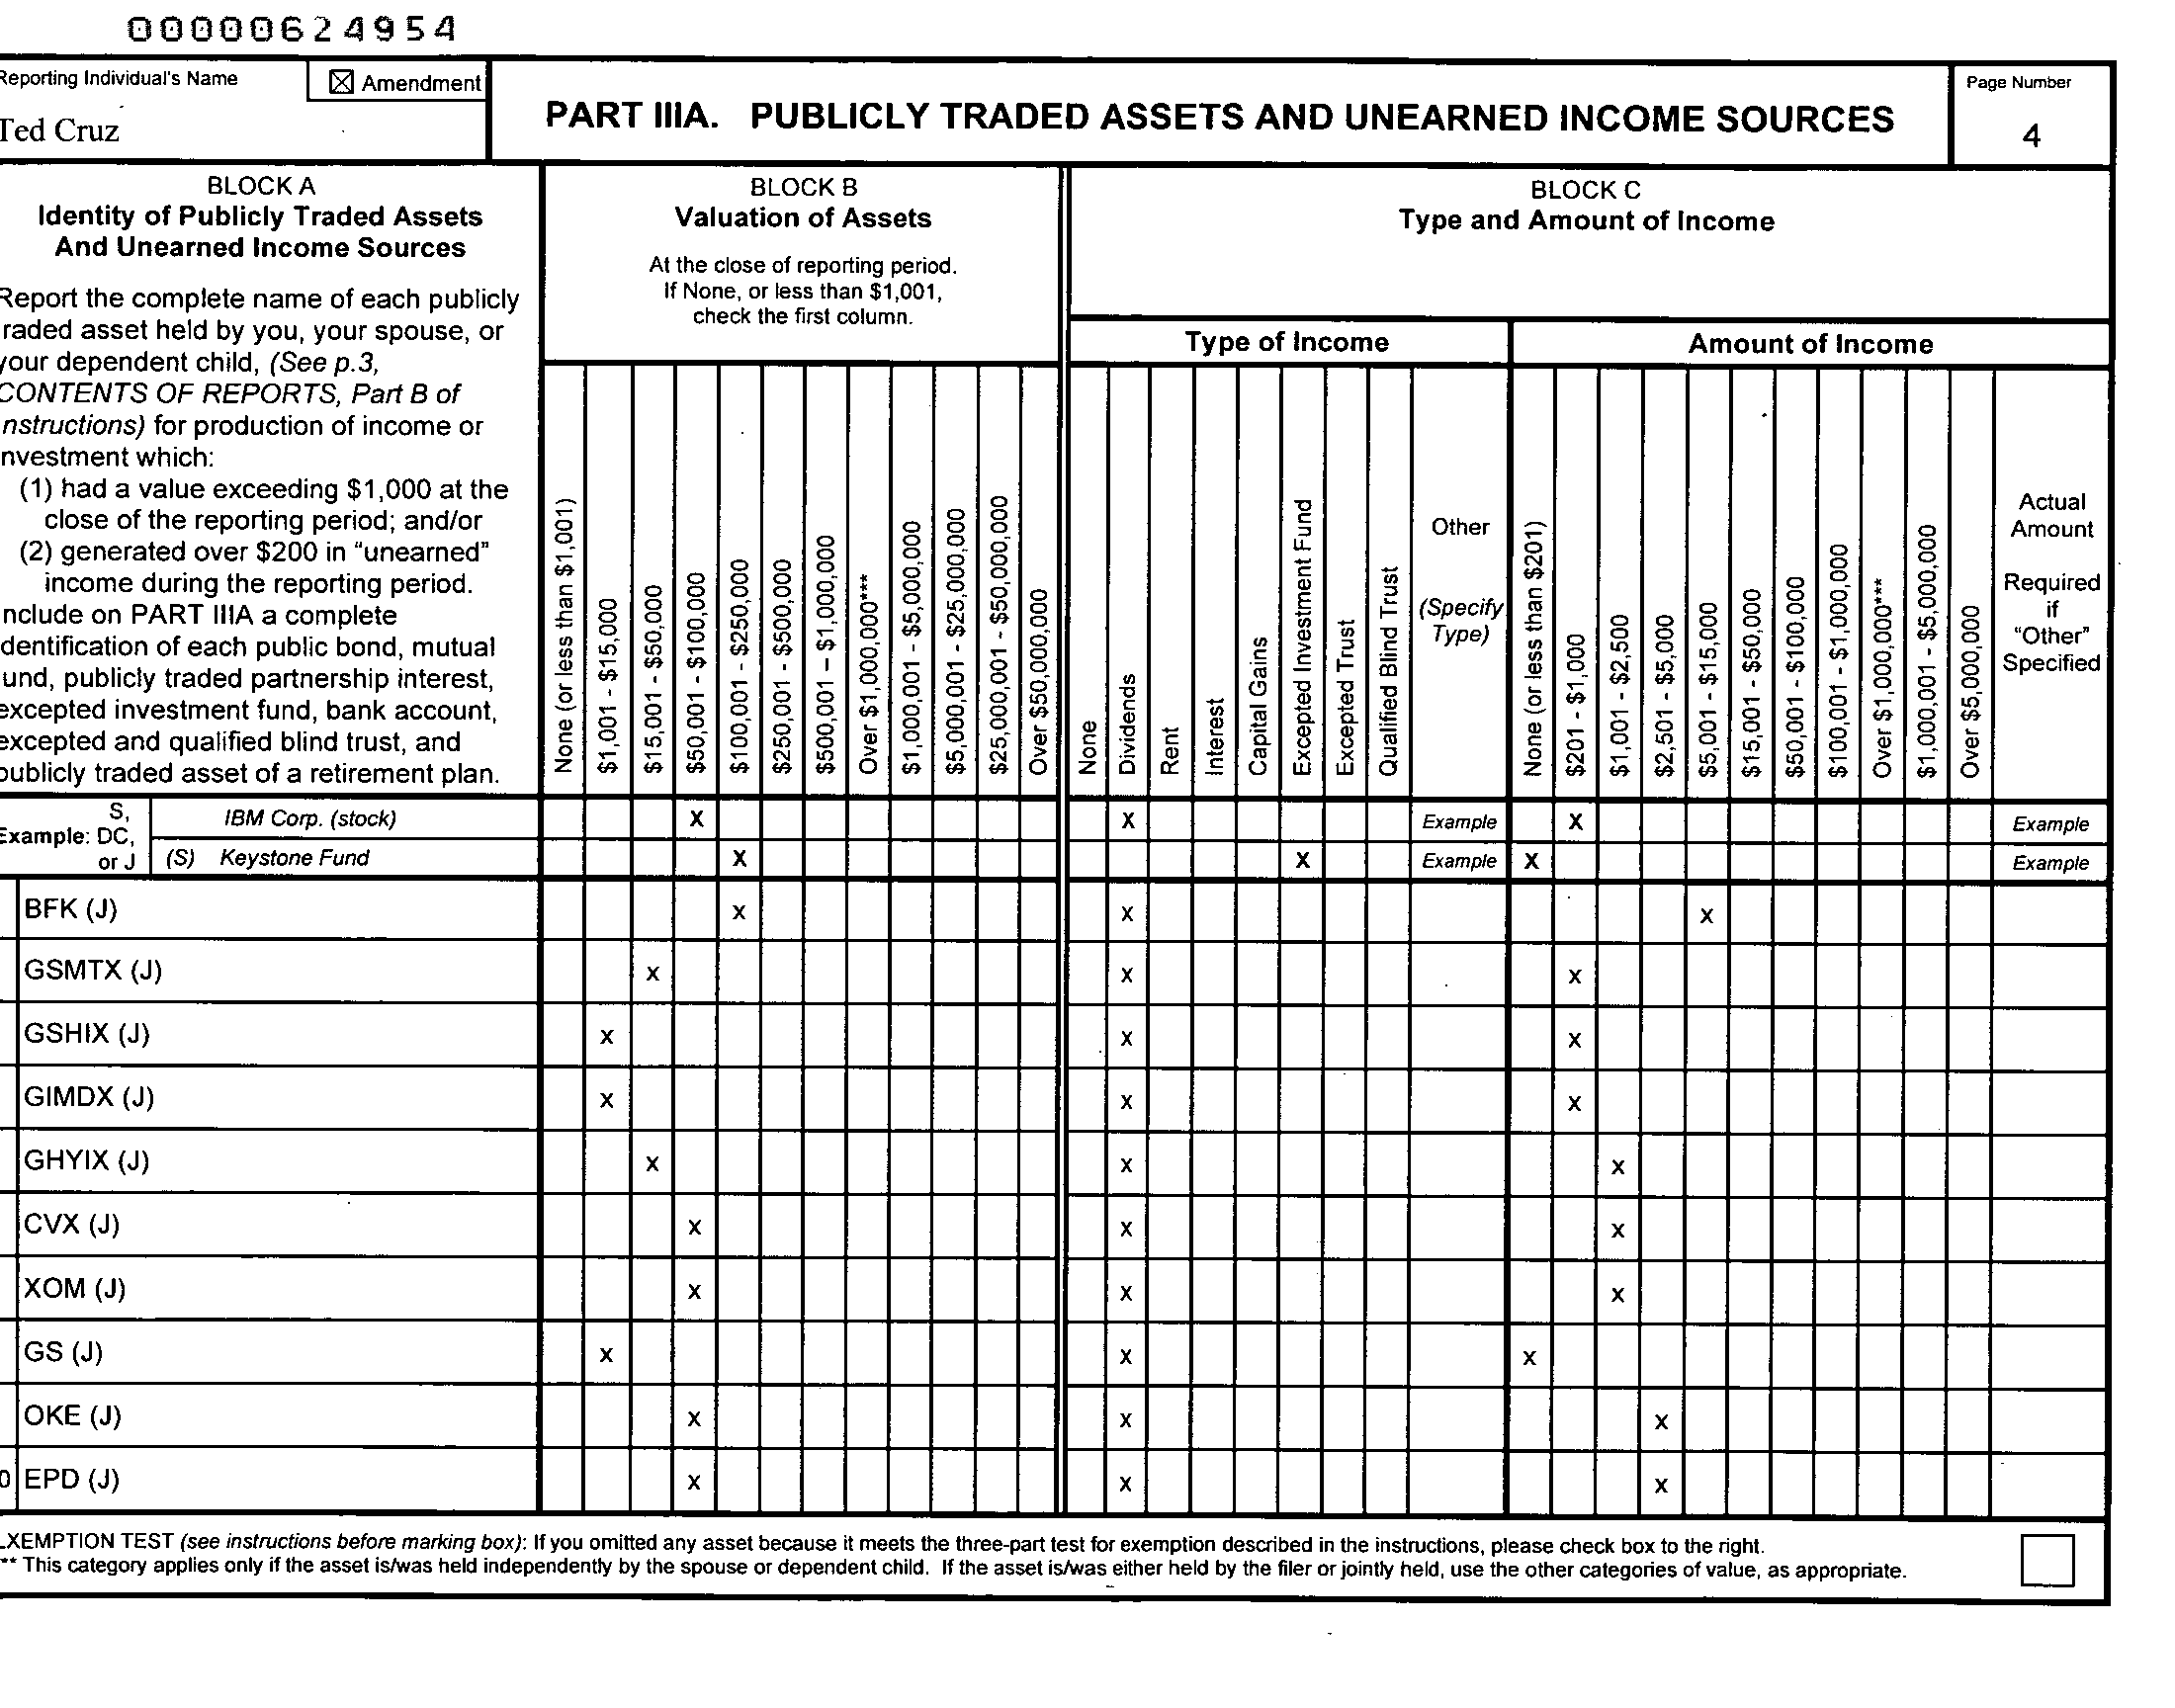 00000624954
Reporting Individual's Name
☒ Amendment
Ted Cruz
PART IIIA. PUBLICLY TRADED ASSETS AND UNEARNED INCOME SOURCES
Page Number
4
BLOCK A
Identity of Publicly Traded Assets
And Unearned Income Sources
Report the complete name of each publicly
raded asset held by you, your spouse, or
your dependent child, (See p.3,
CONTENTS OF REPORTS, Part B of
nstructions) for production of income or
nvestment which:
(1) had a value exceeding $1,000 at the
close of the reporting period; and/or
(2) generated over $200 in "unearned"
income during the reporting period.
nclude on PART IIIA a complete
dentification of each public bond, mutual
und, publicly traded partnership interest,
excepted investment fund, bank account,
excepted and qualified blind trust, and
publicly traded asset of a retirement plan.
BLOCK B
Valuation of Assets
At the close of reporting period.
If None, or less than $1,001,
check the first column.
None (or less than $1,001)
$1,001 - $15,000
$15,001 - $50,000
$50,001 - $100,000
$100,001 - $250,000
$250,001 - $500,000
$500,001 – $1,000,000
Over $1,000,000***
$1,000,001 - $5,000,000
$5,000,001 - $25,000,000
$25,000,001 - $50,000,000
Over $50,000,000
BLOCK C
Type and Amount of Income
Type of Income
None
Dividends
Rent
Interest
Capital Gains
Excepted Investment Fund
Excepted Trust
Qualified Blind Trust
Other
(Specify
Type)
Amount of Income
None (or less than $201)
$201 - $1,000
$1,001 - $2,500
$2,501 - $5,000
$5,001 - $15,000
$15,001 - $50,000
$50,001 - $100,000
$100,001 - $1,000,000
Over $1,000,000***
$1,000,001 - $5,000,000
Over $5,000,000
Actual
Amount
Required
if
"Other"
Specified
S,
Example: DC,
or J
IBM Corp. (stock) X X Example X Example
(S) Keystone Fund X X Example X Example
BFK (J) X X X
GSMTX (J) X X X
GSHIX (J) X X X
GIMDX (J) X X X
GHYIX (J) X X X
CVX (J) X X X
XOM (J) X X X
GS (J) X X X
OKE (J) X X X
0 EPD (J) X X X
EXEMPTION TEST (see instructions before marking box): If you omitted any asset because it meets the three-part test for exemption described in the instructions, please check box to the right.
** This category applies only if the asset is/was held independently by the spouse or dependent child. If the asset is/was either held by the filer or jointly held, use the other categories of value, as appropriate.